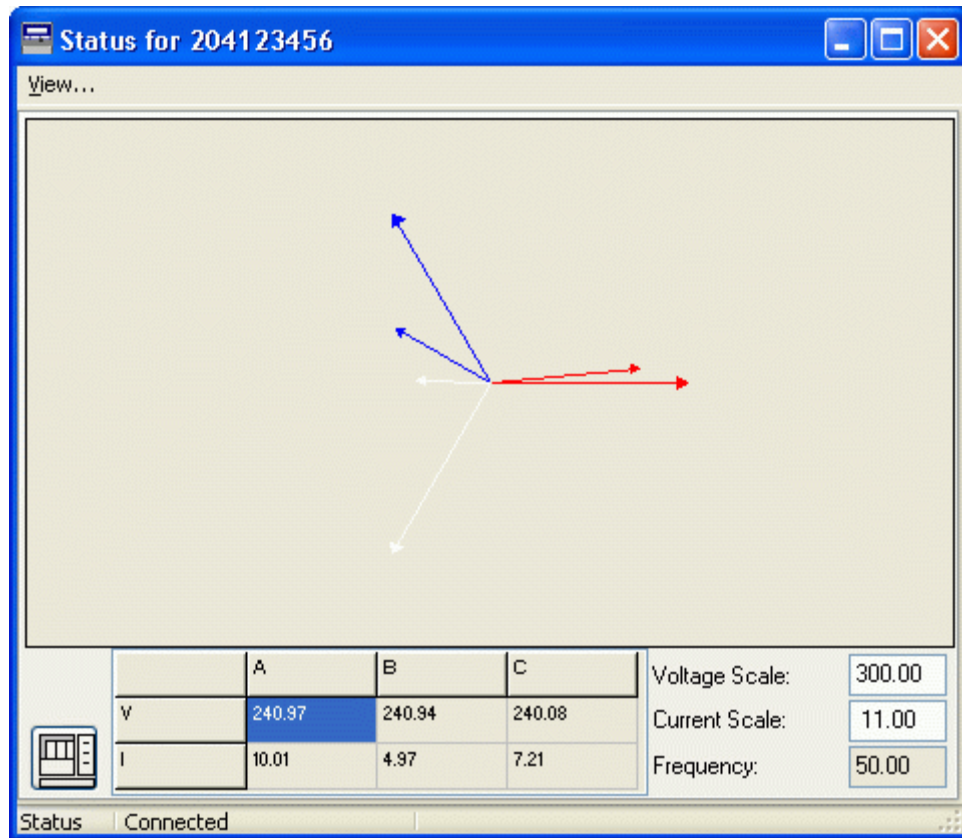 Status for 204123456
View...
A B C
V 240.97 240.94 240.08
I 10.01 4.97 7.21
Voltage Scale: 300.00
Current Scale: 11.00
Frequency: 50.00
Status Connected